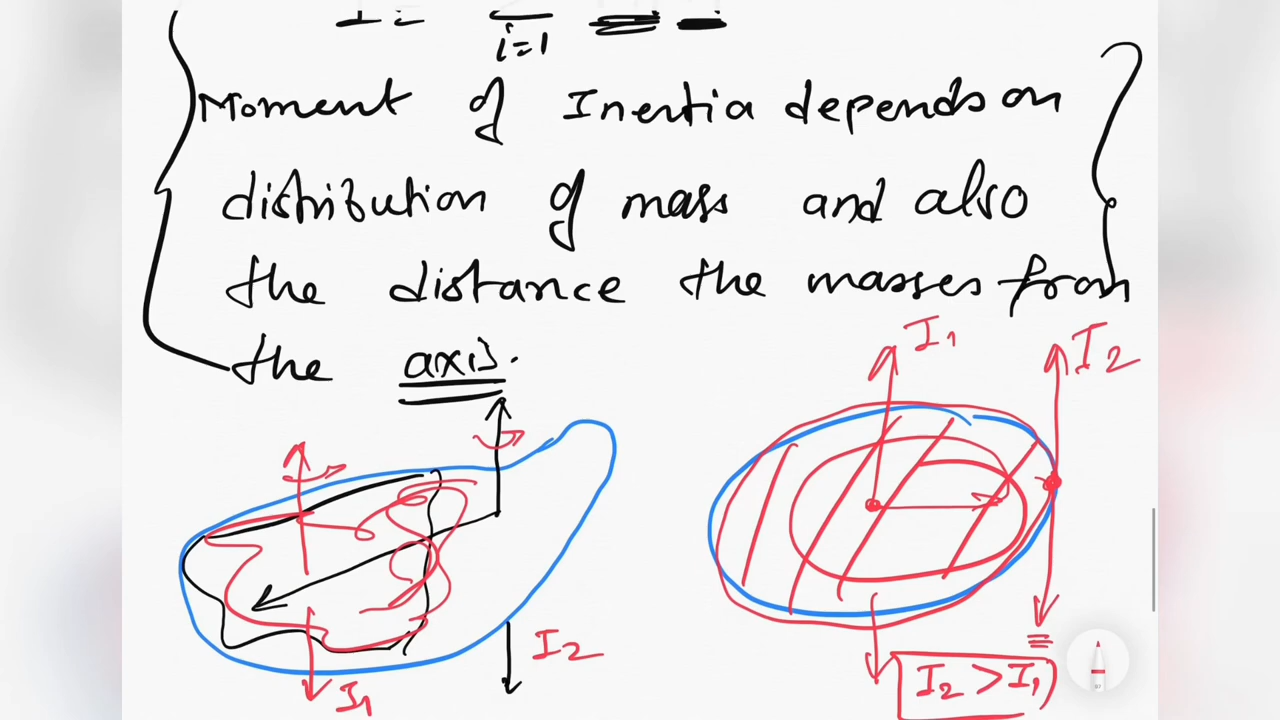 i=1
Moment of Inertia depends on
distribution of mass and also
the distance the masses from
the axis.
I1
I2
I2
I1
I2 > I1